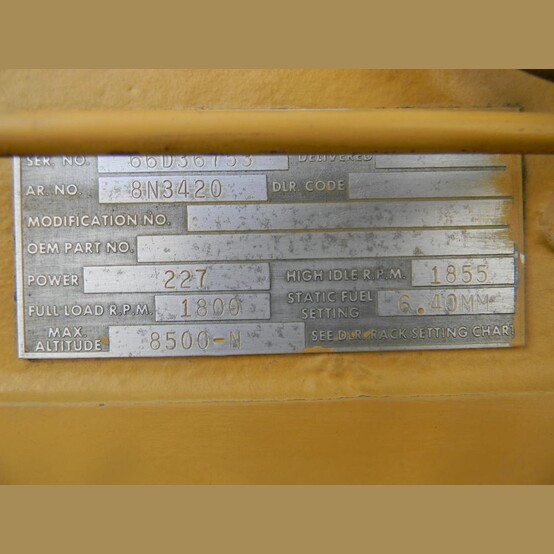 SER. NO. 66D36753 DELIVERED
AR. NO. 8N3420 DLR. CODE
MODIFICATION NO.
OEM PART NO.
POWER 227 HIGH IDLE R.P.M. 1855
FULL LOAD R.P.M. 1800 STATIC FUEL SETTING 6.40MM
MAX ALTITUDE 8500-N SEE DLR. RACK SETTING CHART